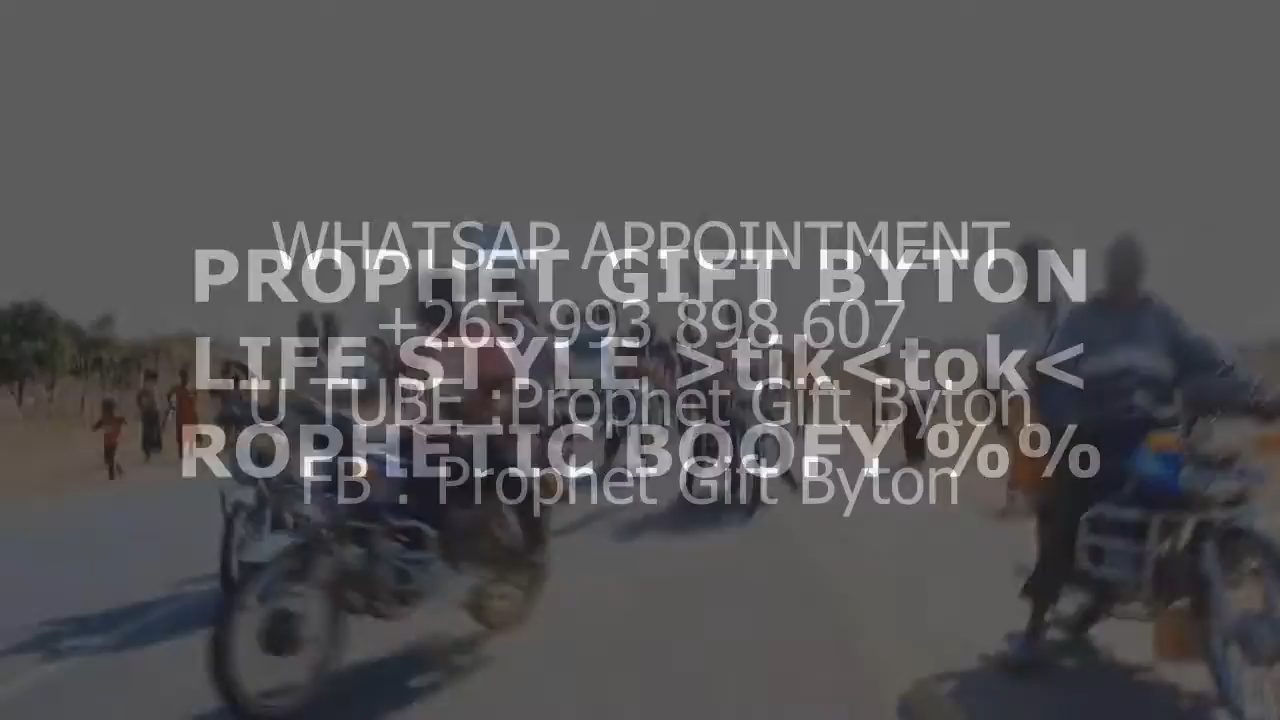 WHATSAP APPOINTMENT
PROPHET GIFT BYTON
+265 993 898 607
LIFE STYLE >tik<tok<
U TUBE :Prophet Gift Byton
ROPHETIC BOOFY %%
FB : Prophet Gift Byton